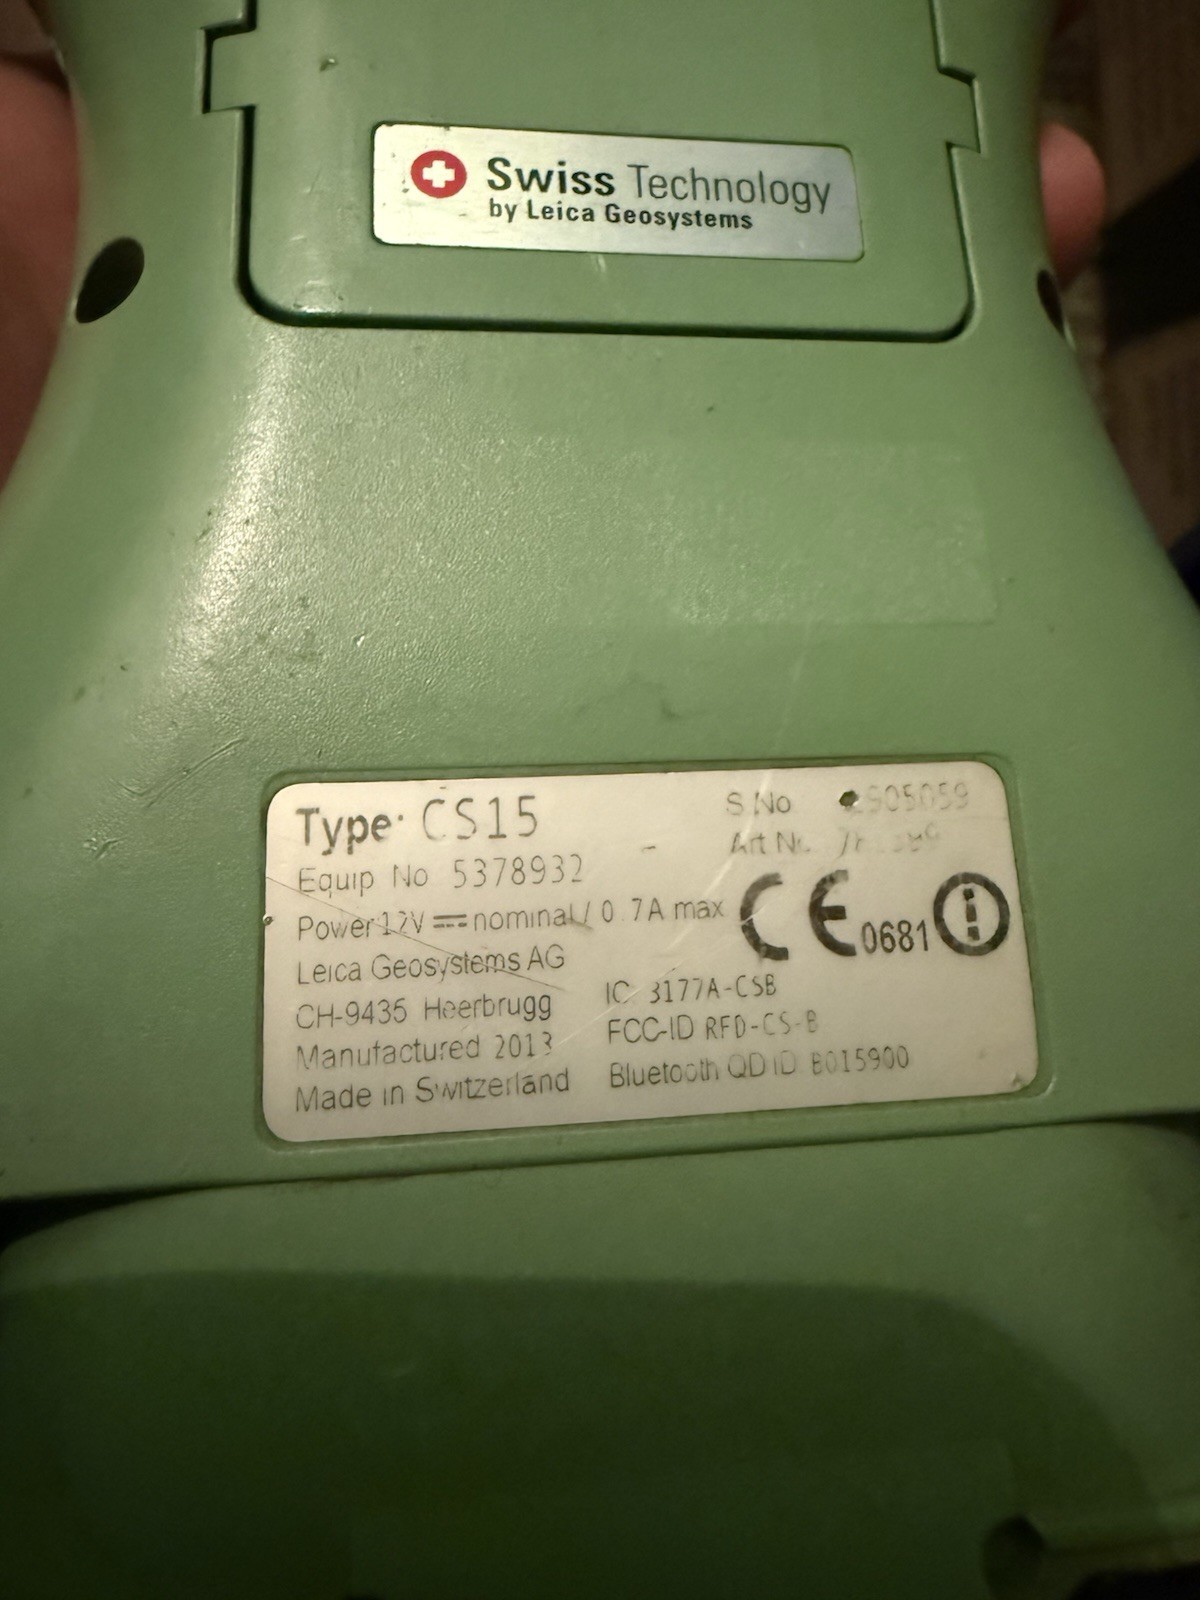 Swiss Technology
by Leica Geosystems
Type: CS15
S.No
Art.No.
Equip. No. 5378932
Power: 12V nominal / 0.7A max
CE 0681
Leica Geosystems AG
CH-9435 Heerbrugg
Manufactured 2013
Made in Switzerland
IC: 3177A-CSB
FCC-ID RFD-CS-B
Bluetooth QD ID B015900